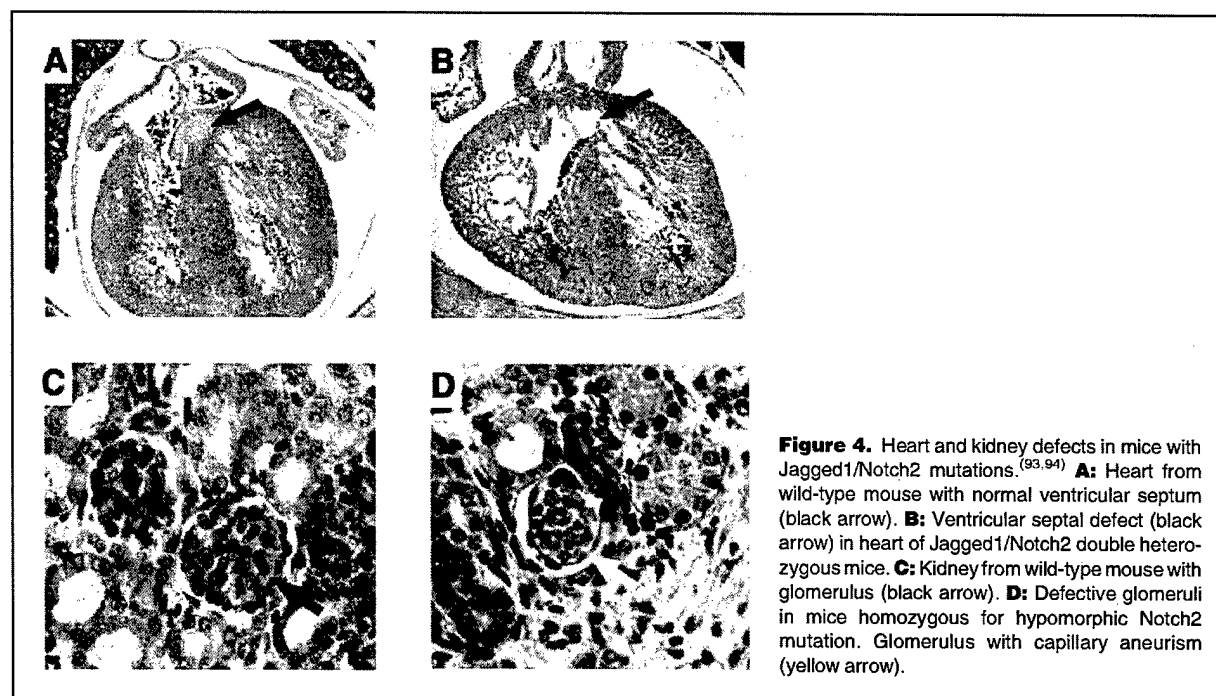 A
B
C
D
Figure 4. Heart and kidney defects in mice with
Jagged1/Notch2 mutations.(93,94) A: Heart from
wild-type mouse with normal ventricular septum
(black arrow). B: Ventricular septal defect (black
arrow) in heart of Jagged1/Notch2 double hetero-
zygous mice. C: Kidney from wild-type mouse with
glomerulus (black arrow). D: Defective glomeruli
in mice homozygous for hypomorphic Notch2
mutation. Glomerulus with capillary aneurism
(yellow arrow).